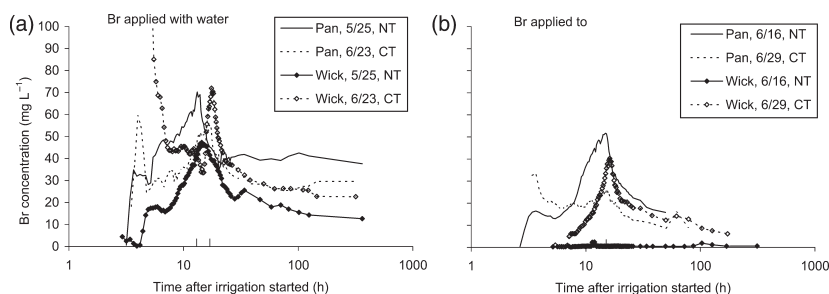 (a)
Br applied with water
Pan, 5/25, NT
Pan, 6/23, CT
Wick, 5/25, NT
Wick, 6/23, CT
Br concentration (mg L⁻¹)
100
90
80
70
60
50
40
30
20
10
0
1 10 100 1000
Time after irrigation started (h)
(b)
Br applied to
Pan, 6/16, NT
Pan, 6/29, CT
Wick, 6/16, NT
Wick, 6/29, CT
1 10 100 1000
Time after irrigation started (h)